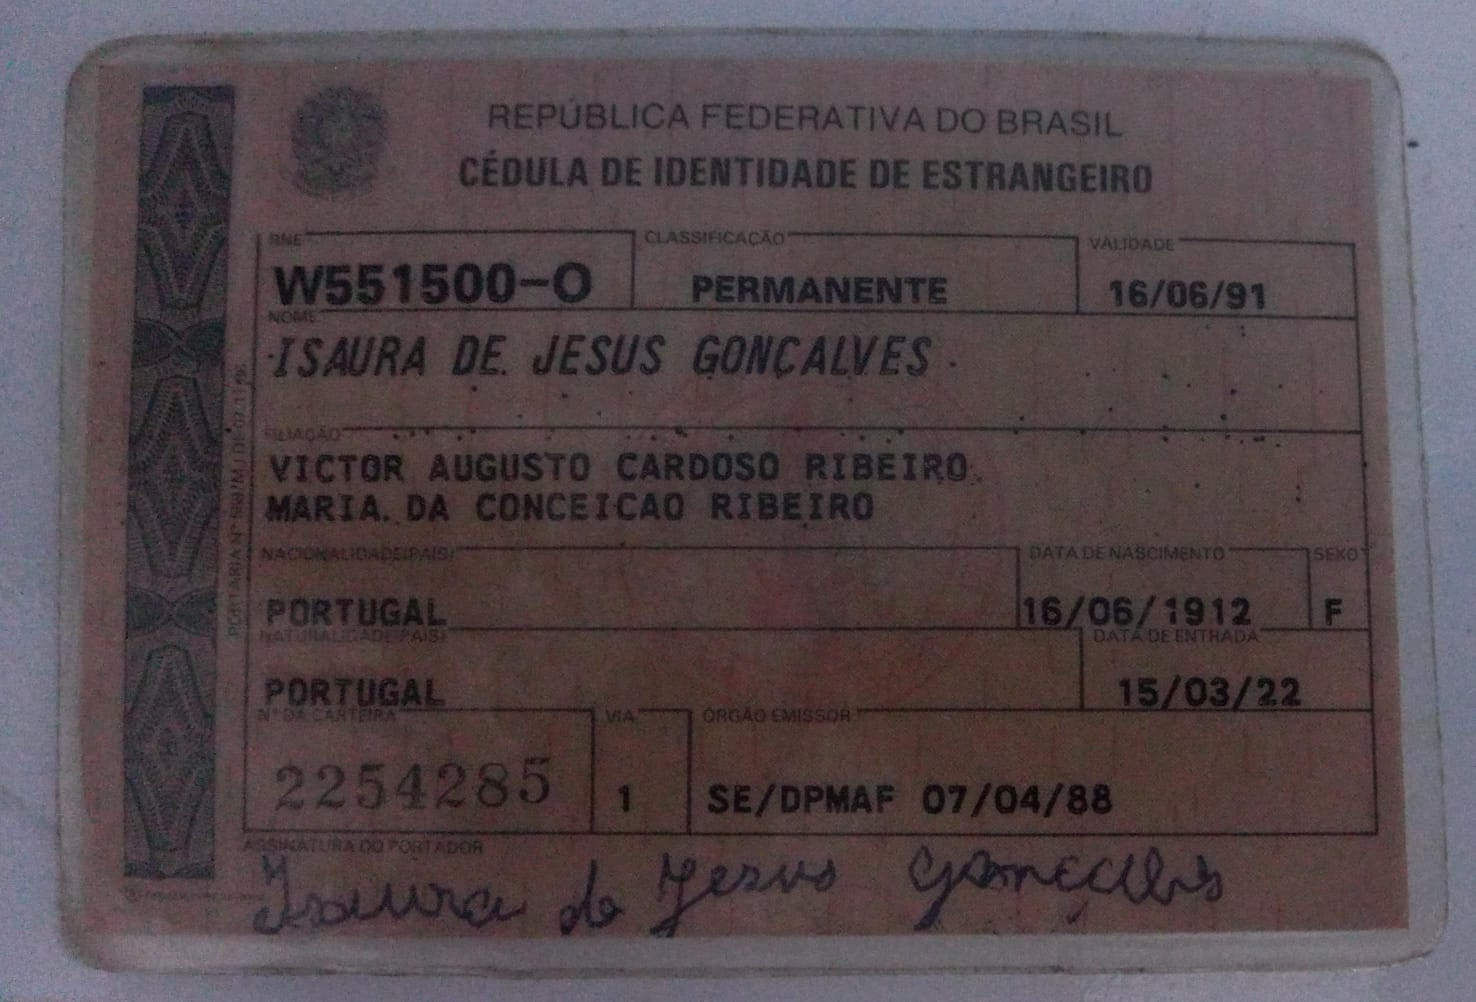 REPÚBLICA FEDERATIVA DO BRASIL
CÉDULA DE IDENTIDADE DE ESTRANGEIRO
RNE CLASSIFICAÇÃO VALIDADE
W551500-O PERMANENTE 16/06/91
NOME
ISAURA DE JESUS GONÇALVES
FILIAÇÃO
VICTOR AUGUSTO CARDOSO RIBEIRO
MARIA DA CONCEICAO RIBEIRO
NACIONALIDADE(PAÍS) DATA DE NASCIMENTO SEXO
PORTUGAL 16/06/1912 F
NATURALIDADE(PAÍS) DATA DE ENTRADA
PORTUGAL 15/03/22
Nº DA CARTEIRA VIA ÓRGÃO EMISSOR
2254285 1 SE/DPMAF 07/04/88
ASSINATURA DO PORTADOR
Isaura de Jesus Gonçalves
PORTARIA Nº